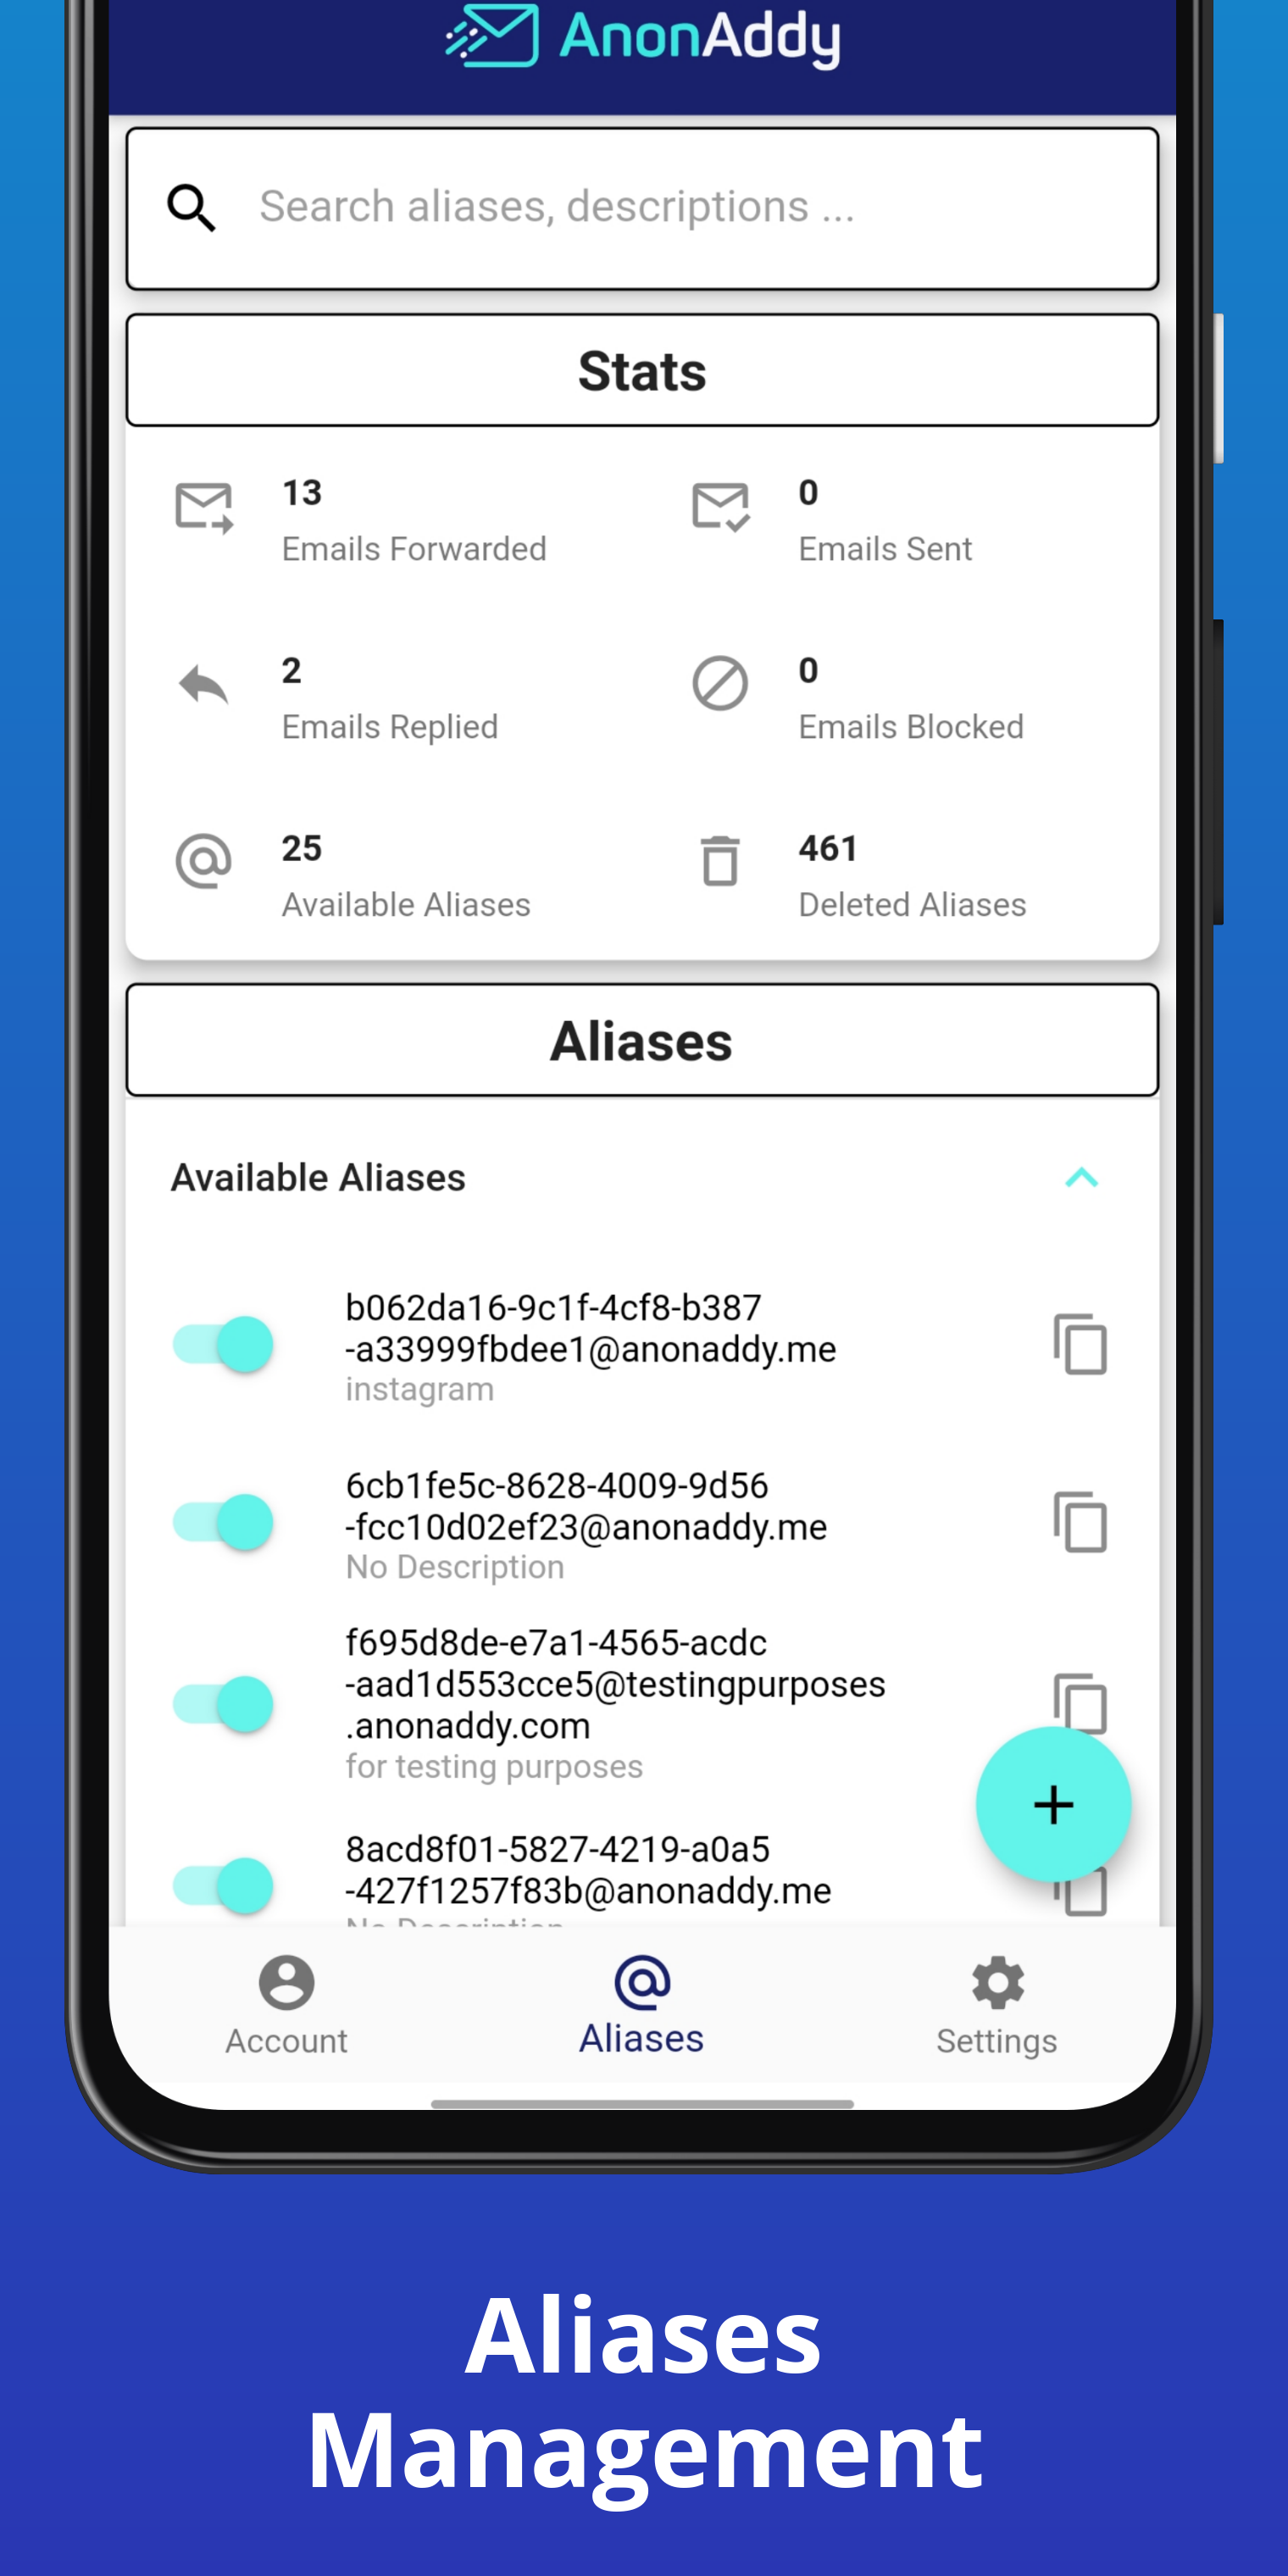 AnonAddy
Search aliases, descriptions ...
Stats
13
Emails Forwarded
0
Emails Sent
2
Emails Replied
0
Emails Blocked
25
Available Aliases
461
Deleted Aliases
Aliases
Available Aliases
b062da16-9c1f-4cf8-b387
-a33999fbdee1@anonaddy.me
instagram
6cb1fe5c-8628-4009-9d56
-fcc10d02ef23@anonaddy.me
No Description
f695d8de-e7a1-4565-acdc
-aad1d553cce5@testingpurposes
.anonaddy.com
for testing purposes
8acd8f01-5827-4219-a0a5
-427f1257f83b@anonaddy.me
No Description
Account
Aliases
Settings
Aliases
Management